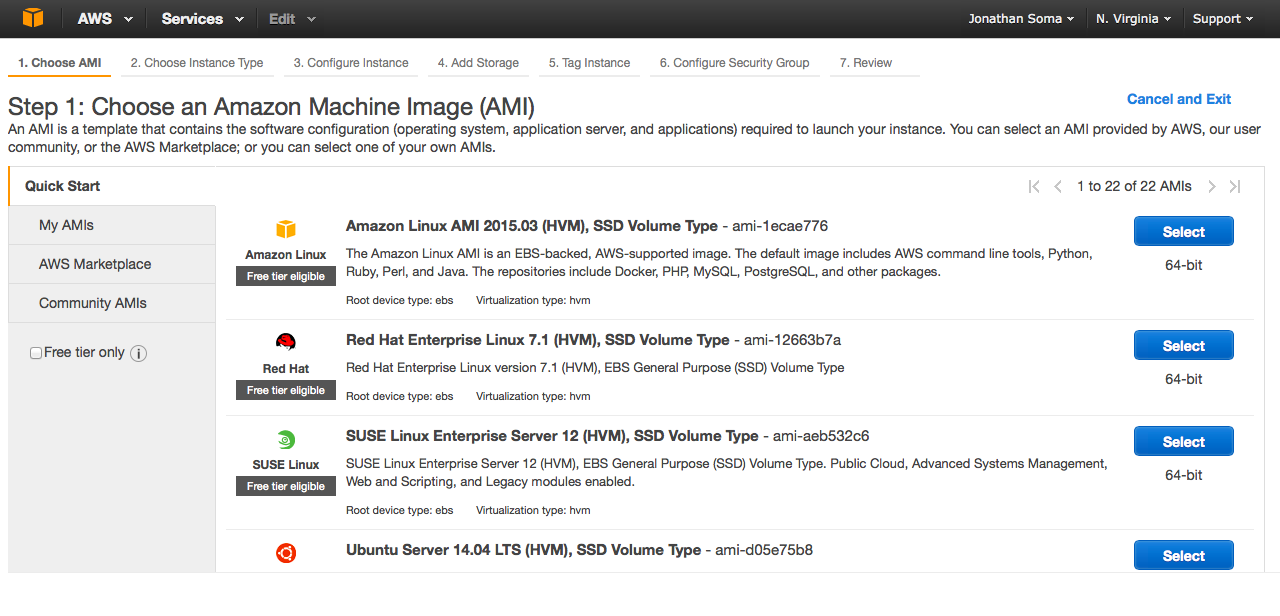 AWS Services Edit Jonathan Soma N. Virginia Support
1. Choose AMI 2. Choose Instance Type 3. Configure Instance 4. Add Storage 5. Tag Instance 6. Configure Security Group 7. Review
Step 1: Choose an Amazon Machine Image (AMI)
Cancel and Exit
An AMI is a template that contains the software configuration (operating system, application server, and applications) required to launch your instance. You can select an AMI provided by AWS, our user
community, or the AWS Marketplace; or you can select one of your own AMIs.
Quick Start
My AMIs
AWS Marketplace
Community AMIs
Free tier only
1 to 22 of 22 AMIs
Amazon Linux
Free tier eligible
Amazon Linux AMI 2015.03 (HVM), SSD Volume Type - ami-1ecae776
The Amazon Linux AMI is an EBS-backed, AWS-supported image. The default image includes AWS command line tools, Python,
Ruby, Perl, and Java. The repositories include Docker, PHP, MySQL, PostgreSQL, and other packages.
Root device type: ebs Virtualization type: hvm
Select
64-bit
Red Hat
Free tier eligible
Red Hat Enterprise Linux 7.1 (HVM), SSD Volume Type - ami-12663b7a
Red Hat Enterprise Linux version 7.1 (HVM), EBS General Purpose (SSD) Volume Type
Root device type: ebs Virtualization type: hvm
Select
64-bit
SUSE Linux
Free tier eligible
SUSE Linux Enterprise Server 12 (HVM), SSD Volume Type - ami-aeb532c6
SUSE Linux Enterprise Server 12 (HVM), EBS General Purpose (SSD) Volume Type. Public Cloud, Advanced Systems Management,
Web and Scripting, and Legacy modules enabled.
Root device type: ebs Virtualization type: hvm
Select
64-bit
Ubuntu Server 14.04 LTS (HVM), SSD Volume Type - ami-d05e75b8
Select